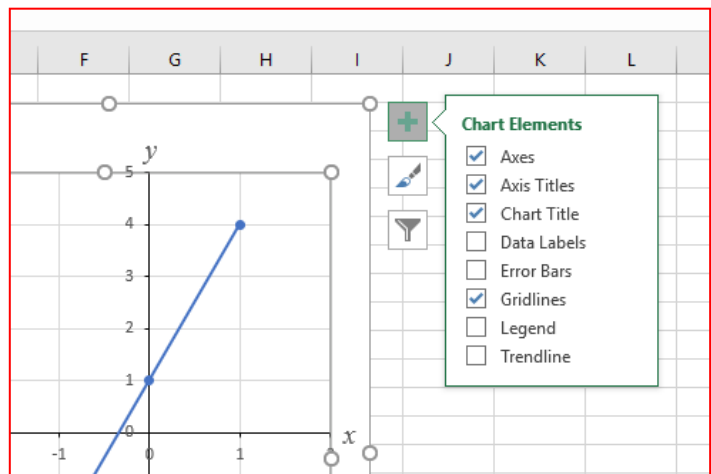 F G H I J K L
Chart Elements
Axes
Axis Titles
Chart Title
Data Labels
Error Bars
Gridlines
Legend
Trendline
y
5
4
3
2
1
0
x
-1 0 1